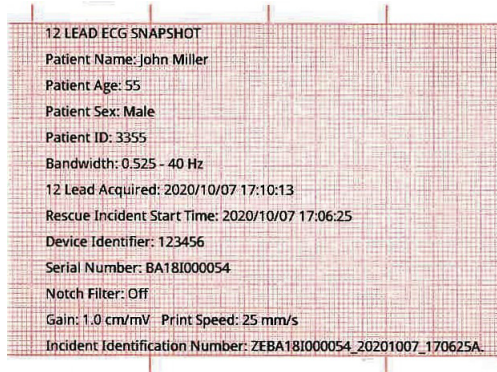 12 LEAD ECG SNAPSHOT
Patient Name: John Miller
Patient Age: 55
Patient Sex: Male
Patient ID: 3355
Bandwidth: 0.525 - 40 Hz
12 Lead Acquired: 2020/10/07 17:10:13
Rescue Incident Start Time: 2020/10/07 17:06:25
Device Identifier: 123456
Serial Number: BA18I000054
Notch Filter: Off
Gain: 1.0 cm/mV Print Speed: 25 mm/s
Incident Identification Number: ZEBA18I000054_20201007_170625A